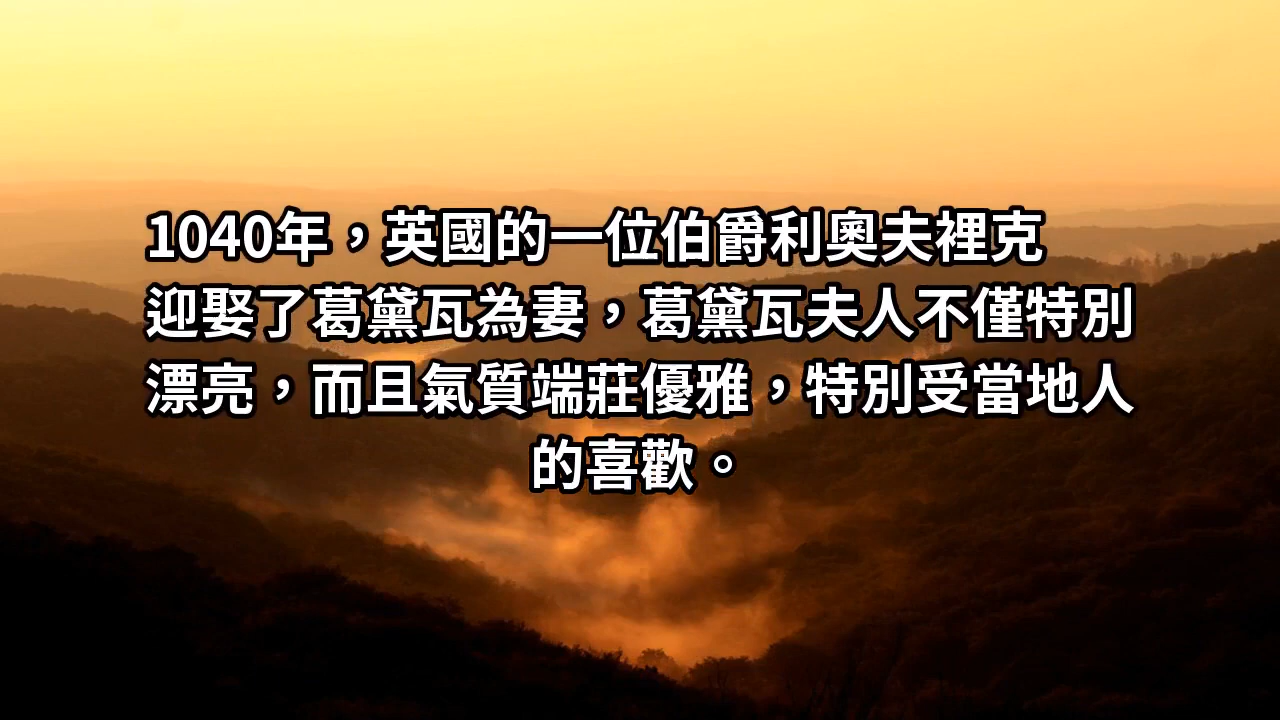 1040年，英國的一位伯爵利奧夫裡克
迎娶了葛黛瓦為妻，葛黛瓦夫人不僅特別
漂亮，而且氣質端莊優雅，特別受當地人
的喜歡。